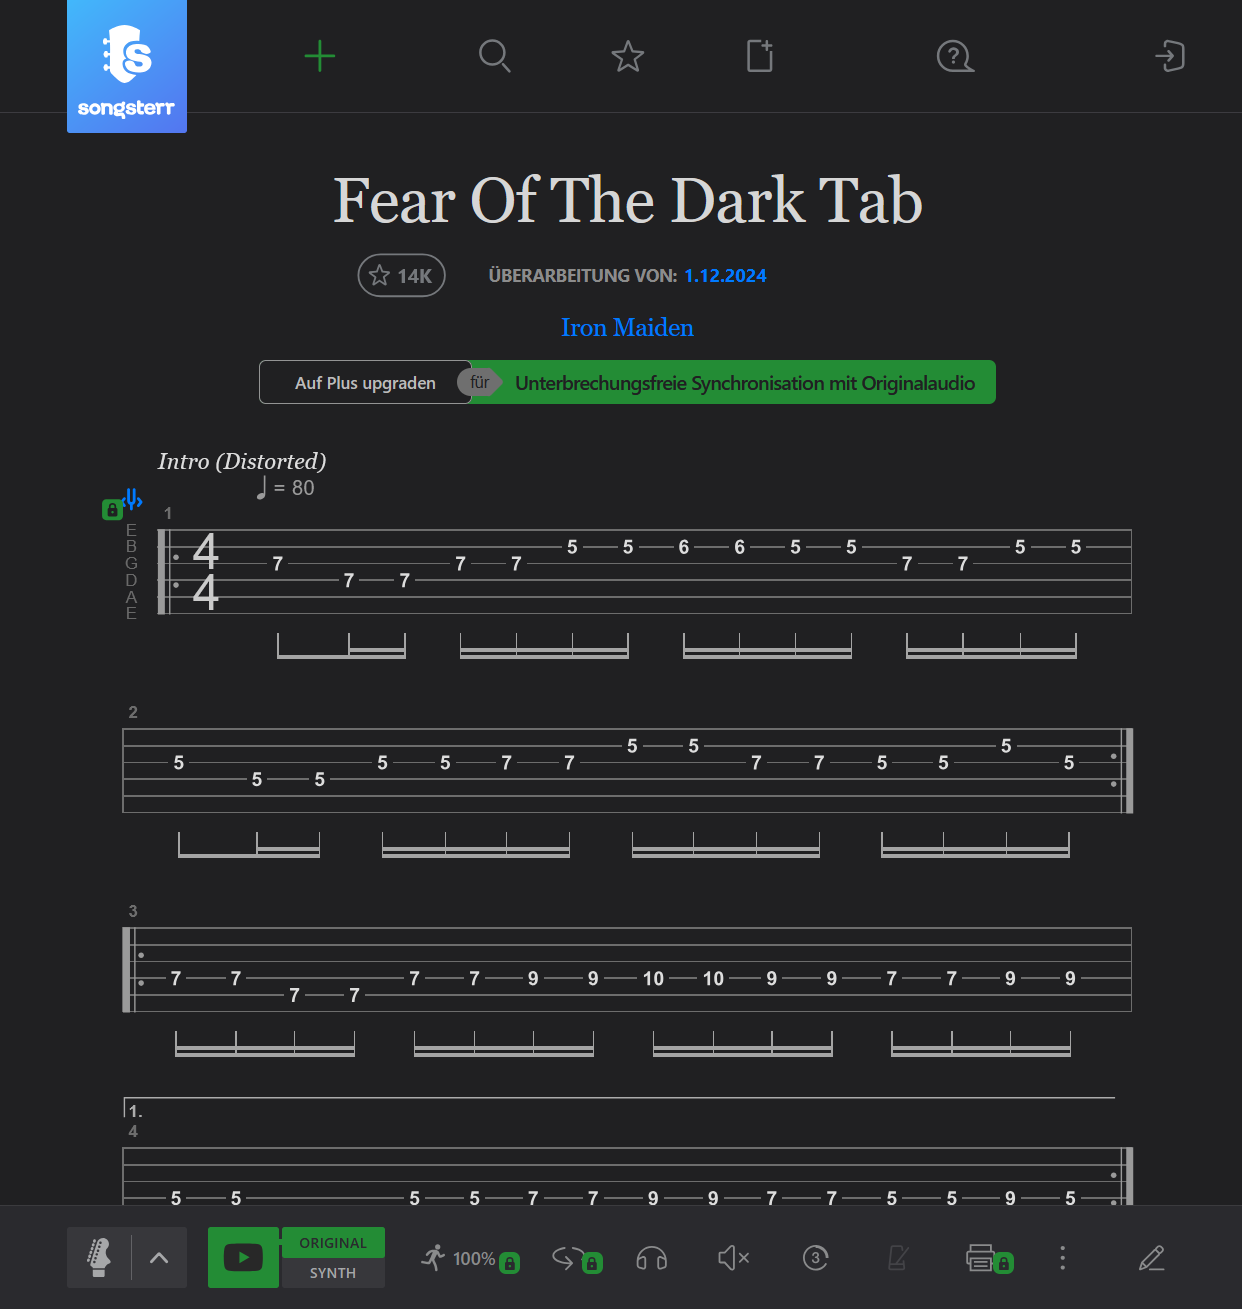 songsterr
Fear Of The Dark Tab
14K ÜBERARBEITUNG VON: 1.12.2024
Iron Maiden
Auf Plus upgraden für Unterbrechungsfreie Synchronisation mit Originalaudio
Intro (Distorted)
= 80
1
E
B 5 5 6 6 5 5 5 5
G 7 7 7 7 7
D 7 7
A
E
4
4
2
5 5 5
5 5 5 7 7 7 7 5 5 5
5 5
3
7 7 7 7 9 9 10 10 9 9 7 7 9 9
7 7
1.
4
5 5 5 5 7 7 9 9 7 7 5 5 9 5
ORIGINAL
SYNTH
100%
3